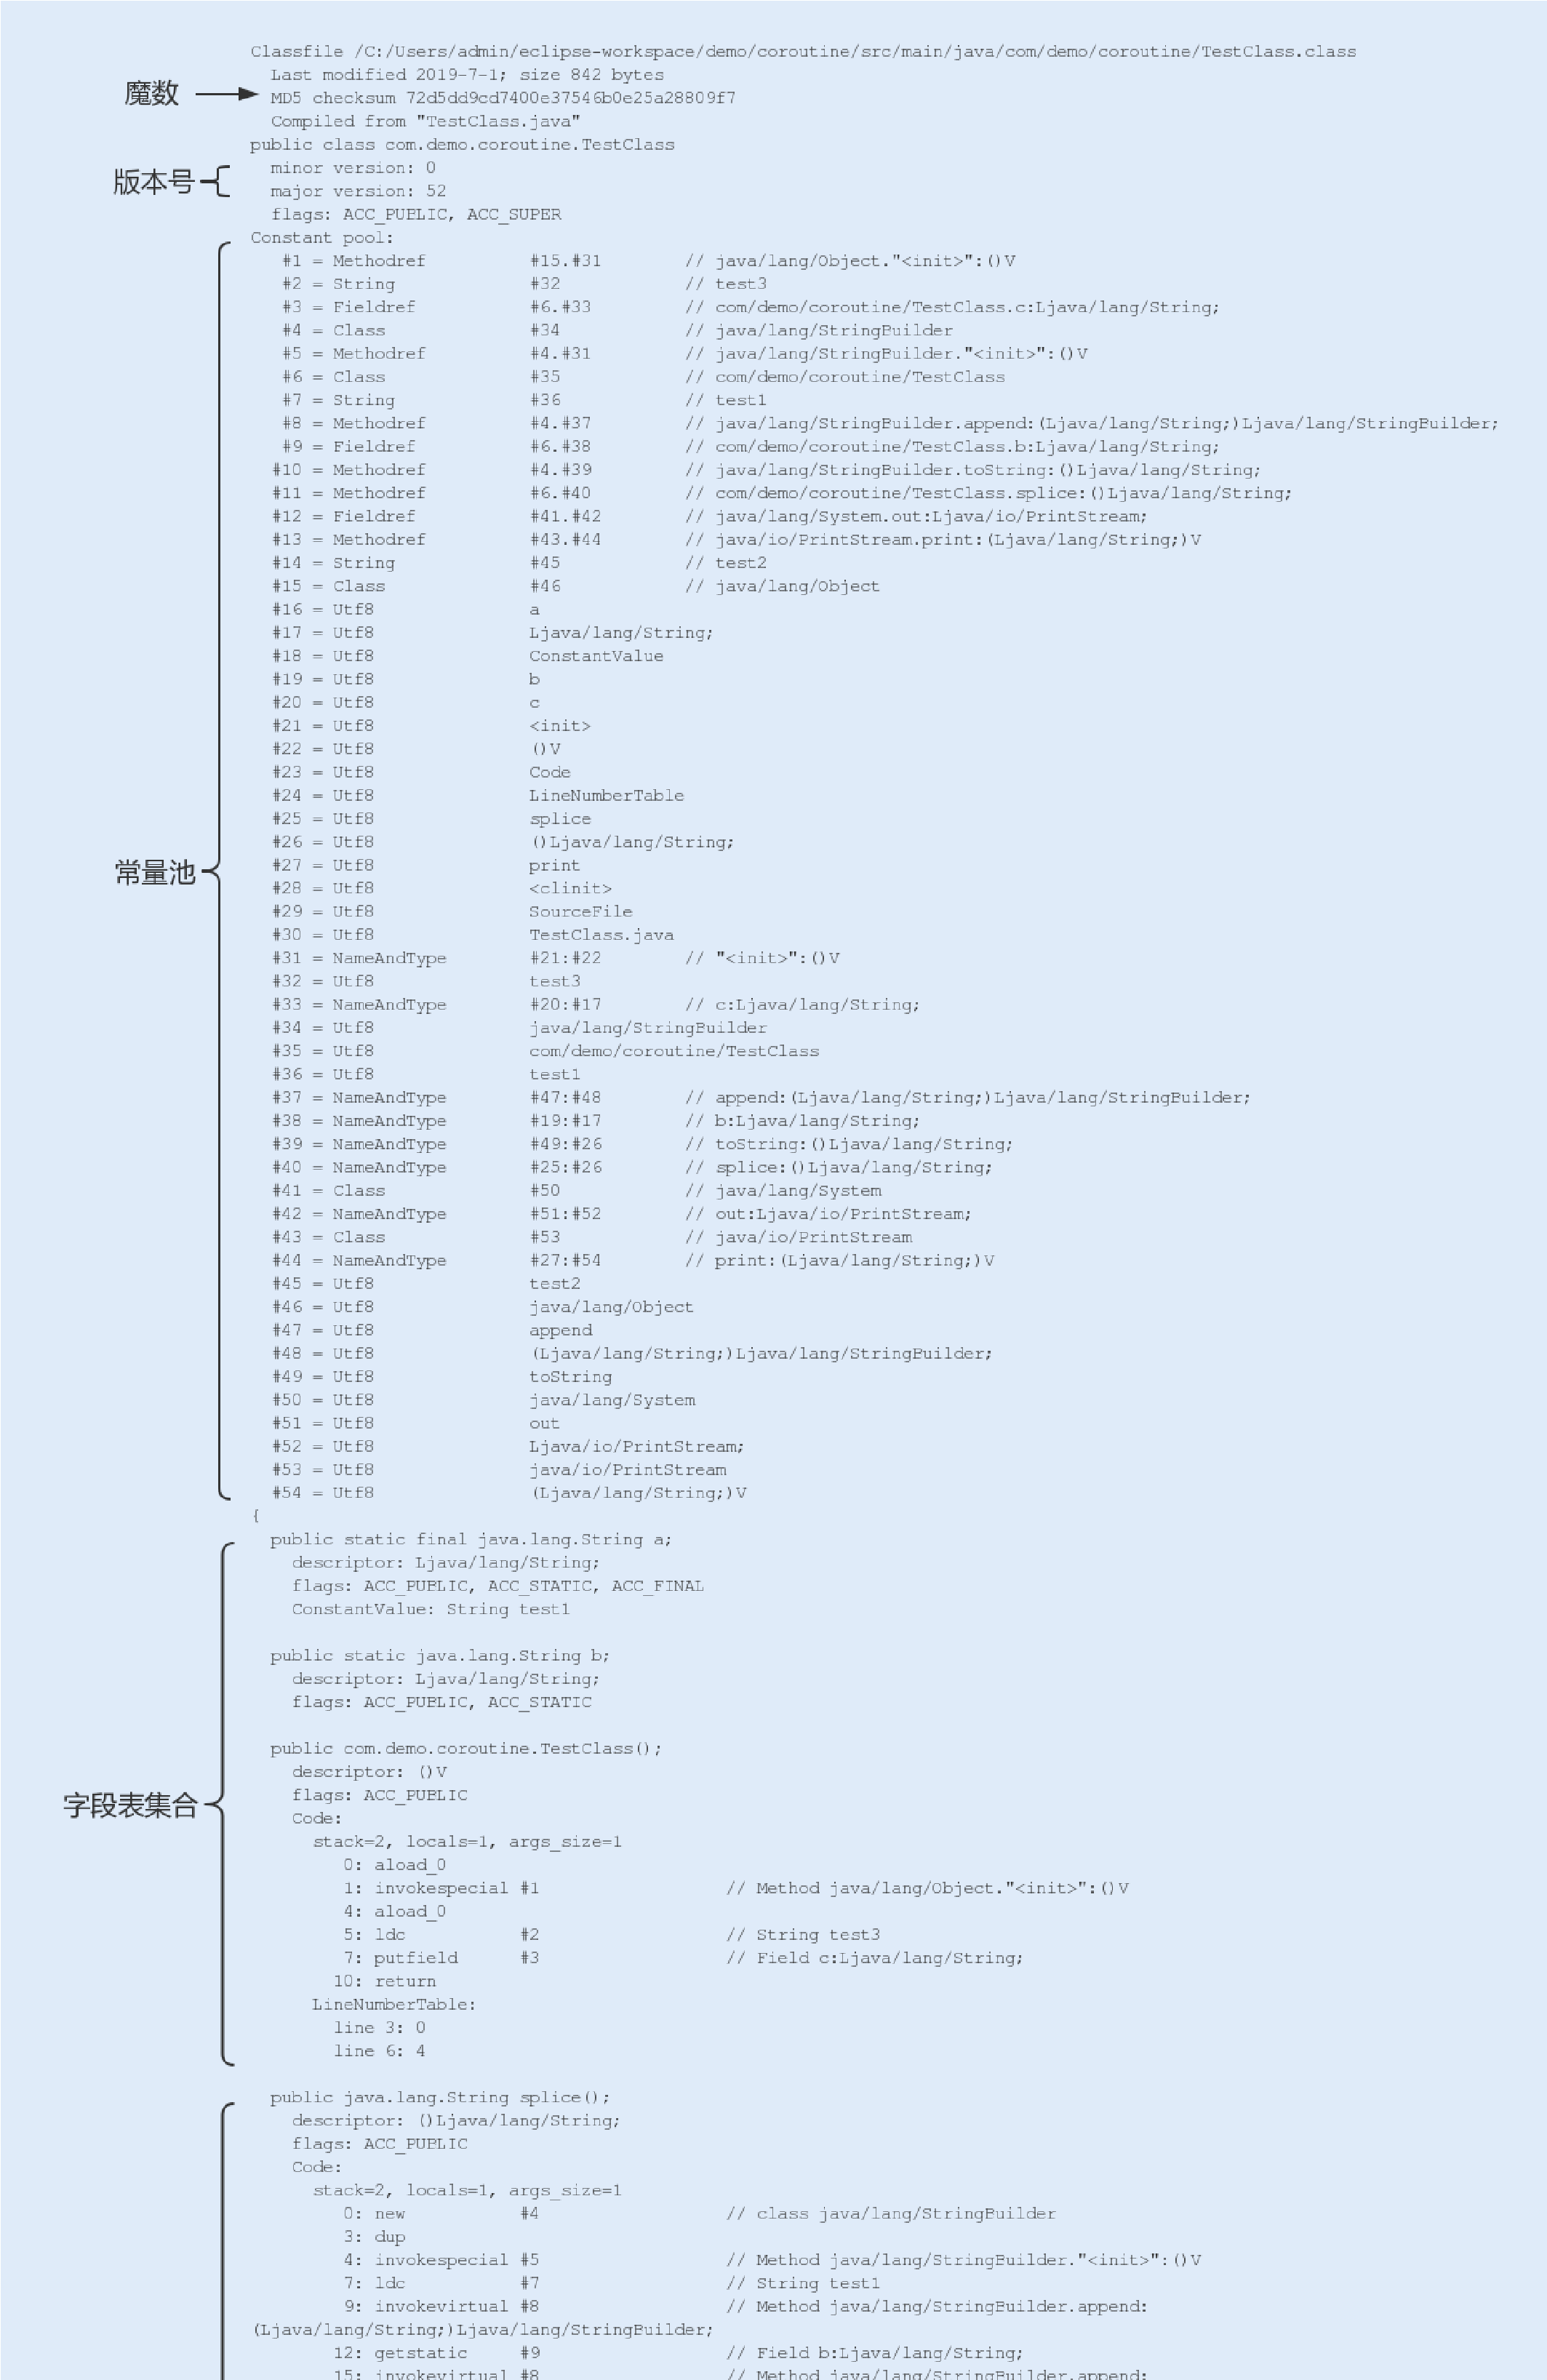 Classfile /C:/Users/admin/eclipse-workspace/demo/coroutine/src/main/java/com/demo/coroutine/TestClass.class
Last modified 2019-7-1; size 842 bytes
魔数
MD5 checksum 72d5dd9cd7400e37546b0e25a28809f7
Compiled from "TestClass.java"
public class com.demo.coroutine.TestClass
版本号
minor version: 0
major version: 52
flags: ACC_PUBLIC, ACC_SUPER
Constant pool:
#1 = Methodref #15.#31 // java/lang/Object."<init>":()V
#2 = String #32 // test3
#3 = Fieldref #6.#33 // com/demo/coroutine/TestClass.c:Ljava/lang/String;
#4 = Class #34 // java/lang/StringBuilder
#5 = Methodref #4.#31 // java/lang/StringBuilder."<init>":()V
#6 = Class #35 // com/demo/coroutine/TestClass
#7 = String #36 // test1
#8 = Methodref #4.#37 // java/lang/StringBuilder.append:(Ljava/lang/String;)Ljava/lang/StringBuilder;
#9 = Fieldref #6.#38 // com/demo/coroutine/TestClass.b:Ljava/lang/String;
#10 = Methodref #4.#39 // java/lang/StringBuilder.toString:()Ljava/lang/String;
#11 = Methodref #6.#40 // com/demo/coroutine/TestClass.splice:()Ljava/lang/String;
#12 = Fieldref #41.#42 // java/lang/System.out:Ljava/io/PrintStream;
#13 = Methodref #43.#44 // java/io/PrintStream.print:(Ljava/lang/String;)V
#14 = String #45 // test2
#15 = Class #46 // java/lang/Object
#16 = Utf8 a
#17 = Utf8 Ljava/lang/String;
#18 = Utf8 ConstantValue
#19 = Utf8 b
#20 = Utf8 c
#21 = Utf8 <init>
#22 = Utf8 ()V
#23 = Utf8 Code
#24 = Utf8 LineNumberTable
#25 = Utf8 splice
#26 = Utf8 ()Ljava/lang/String;
#27 = Utf8 print
常量池
#28 = Utf8 <clinit>
#29 = Utf8 SourceFile
#30 = Utf8 TestClass.java
#31 = NameAndType #21:#22 // "<init>":()V
#32 = Utf8 test3
#33 = NameAndType #20:#17 // c:Ljava/lang/String;
#34 = Utf8 java/lang/StringBuilder
#35 = Utf8 com/demo/coroutine/TestClass
#36 = Utf8 test1
#37 = NameAndType #47:#48 // append:(Ljava/lang/String;)Ljava/lang/StringBuilder;
#38 = NameAndType #19:#17 // b:Ljava/lang/String;
#39 = NameAndType #49:#26 // toString:()Ljava/lang/String;
#40 = NameAndType #25:#26 // splice:()Ljava/lang/String;
#41 = Class #50 // java/lang/System
#42 = NameAndType #51:#52 // out:Ljava/io/PrintStream;
#43 = Class #53 // java/io/PrintStream
#44 = NameAndType #27:#54 // print:(Ljava/lang/String;)V
#45 = Utf8 test2
#46 = Utf8 java/lang/Object
#47 = Utf8 append
#48 = Utf8 (Ljava/lang/String;)Ljava/lang/StringBuilder;
#49 = Utf8 toString
#50 = Utf8 java/lang/System
#51 = Utf8 out
#52 = Utf8 Ljava/io/PrintStream;
#53 = Utf8 java/io/PrintStream
#54 = Utf8 (Ljava/lang/String;)V
{
public static final java.lang.String a;
descriptor: Ljava/lang/String;
flags: ACC_PUBLIC, ACC_STATIC, ACC_FINAL
ConstantValue: String test1
public static java.lang.String b;
descriptor: Ljava/lang/String;
flags: ACC_PUBLIC, ACC_STATIC
public com.demo.coroutine.TestClass();
descriptor: ()V
flags: ACC_PUBLIC
字段表集合
Code:
stack=2, locals=1, args_size=1
0: aload_0
1: invokespecial #1 // Method java/lang/Object."<init>":()V
4: aload_0
5: ldc #2 // String test3
7: putfield #3 // Field c:Ljava/lang/String;
10: return
LineNumberTable:
line 3: 0
line 6: 4
public java.lang.String splice();
descriptor: ()Ljava/lang/String;
flags: ACC_PUBLIC
Code:
stack=2, locals=1, args_size=1
0: new #4 // class java/lang/StringBuilder
3: dup
4: invokespecial #5 // Method java/lang/StringBuilder."<init>":()V
7: ldc #7 // String test1
9: invokevirtual #8 // Method java/lang/StringBuilder.append:
(Ljava/lang/String;)Ljava/lang/StringBuilder;
12: getstatic #9 // Field b:Ljava/lang/String;
15: invokevirtual #8 // Method java/lang/StringBuilder.append: